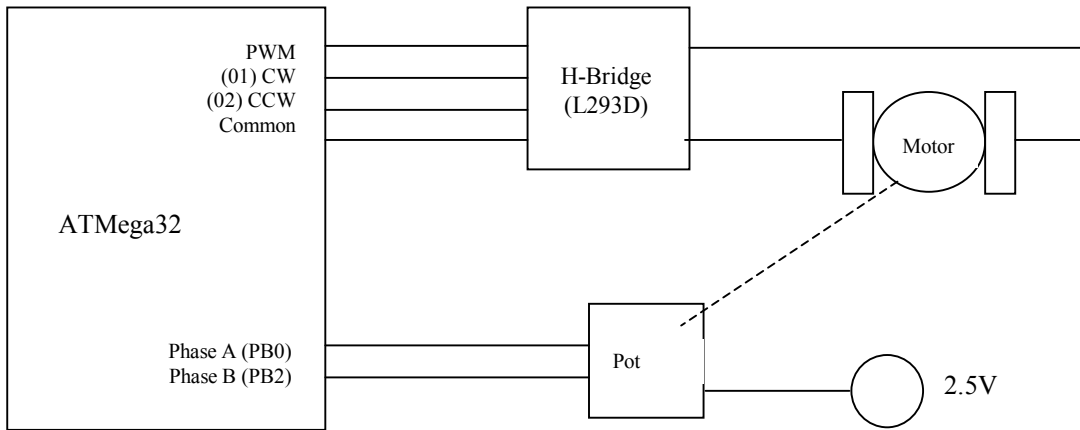 PWM
(01) CW
(02) CCW
Common
H-Bridge
(L293D)
Motor
ATMega32
Phase A (PB0)
Phase B (PB2)
Pot
2.5V